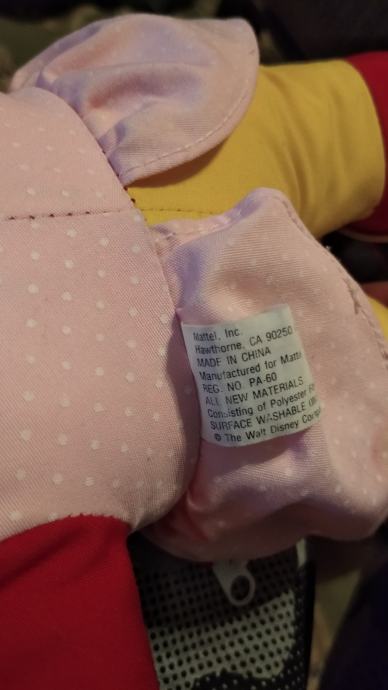 Mattel, Inc.
Hawthorne, CA 90250
MADE IN CHINA
Manufactured for
REG. NO. PA-60
ALL NEW MATERIALS
Consisting of Polyester
SURFACE WASHABLE
© The Walt Disney